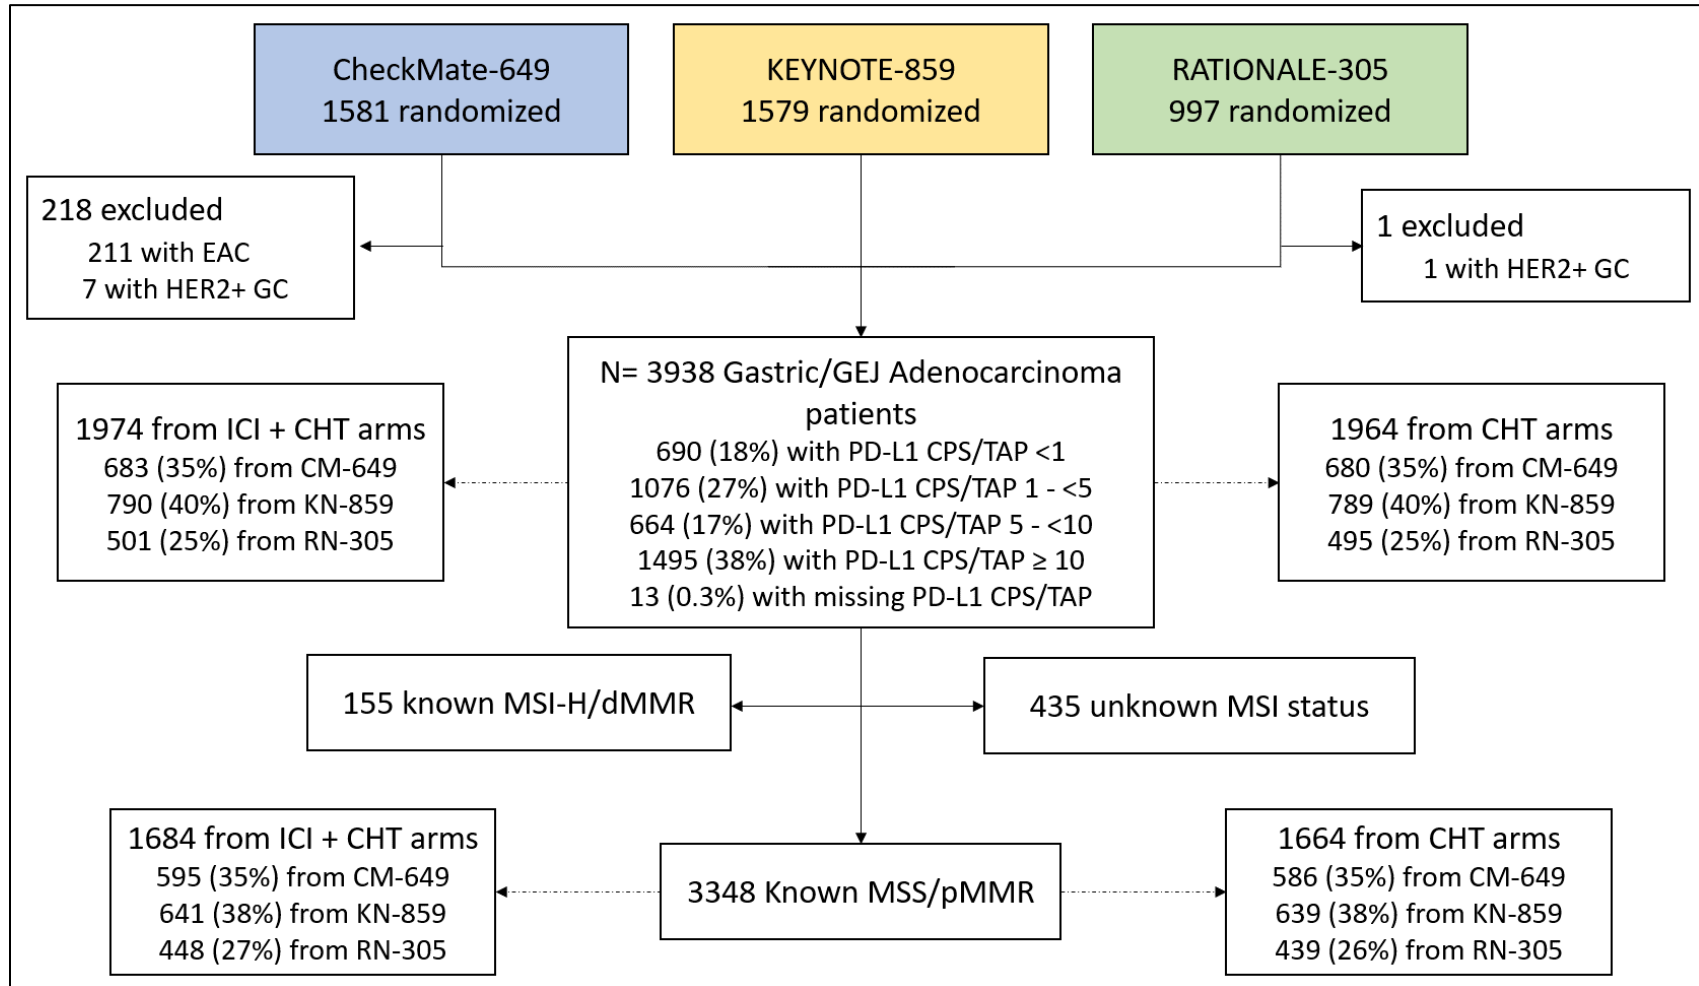 CheckMate-649
1581 randomized
KEYNOTE-859
1579 randomized
RATIONALE-305
997 randomized
218 excluded
211 with EAC
7 with HER2+ GC
1 excluded
1 with HER2+ GC
N= 3938 Gastric/GEJ Adenocarcinoma
patients
690 (18%) with PD-L1 CPS/TAP <1
1076 (27%) with PD-L1 CPS/TAP 1 - <5
664 (17%) with PD-L1 CPS/TAP 5 - <10
1495 (38%) with PD-L1 CPS/TAP ≥ 10
13 (0.3%) with missing PD-L1 CPS/TAP
1974 from ICI + CHT arms
683 (35%) from CM-649
790 (40%) from KN-859
501 (25%) from RN-305
1964 from CHT arms
680 (35%) from CM-649
789 (40%) from KN-859
495 (25%) from RN-305
155 known MSI-H/dMMR
435 unknown MSI status
1684 from ICI + CHT arms
595 (35%) from CM-649
641 (38%) from KN-859
448 (27%) from RN-305
3348 Known MSS/pMMR
1664 from CHT arms
586 (35%) from CM-649
639 (38%) from KN-859
439 (26%) from RN-305